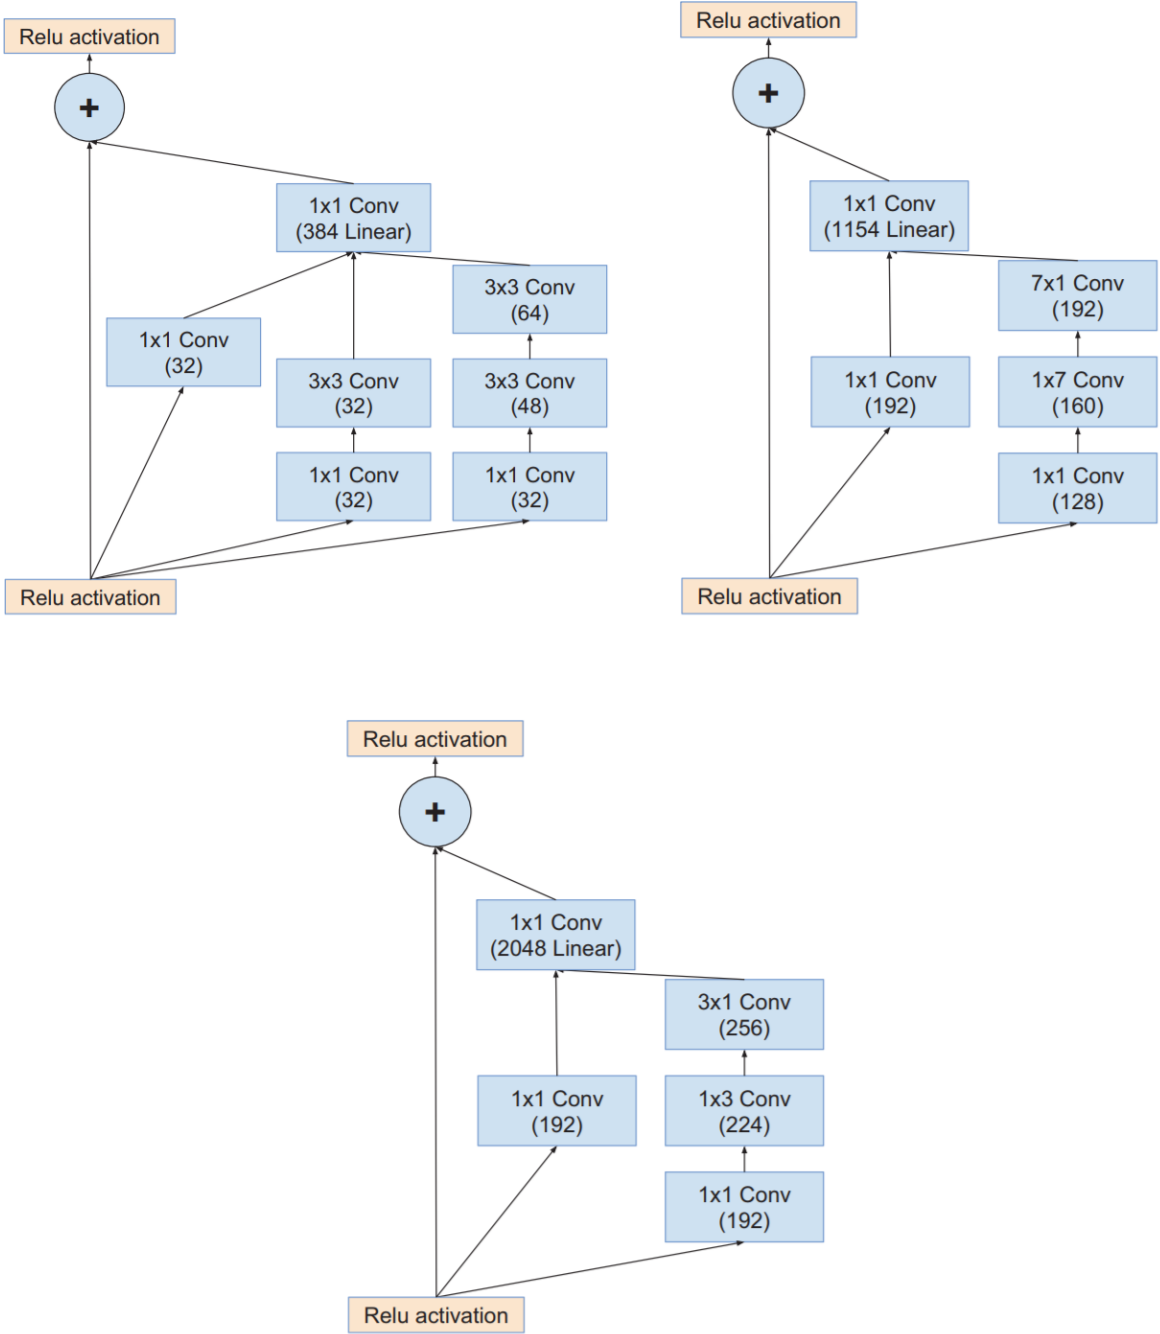 Relu activation
+
1x1 Conv
(384 Linear)
3x3 Conv
(64)
1x1 Conv
(32)
3x3 Conv
(32)
3x3 Conv
(48)
1x1 Conv
(32)
1x1 Conv
(32)
Relu activation
Relu activation
+
1x1 Conv
(1154 Linear)
7x1 Conv
(192)
1x1 Conv
(192)
1x7 Conv
(160)
1x1 Conv
(128)
Relu activation
Relu activation
+
1x1 Conv
(2048 Linear)
3x1 Conv
(256)
1x1 Conv
(192)
1x3 Conv
(224)
1x1 Conv
(192)
Relu activation